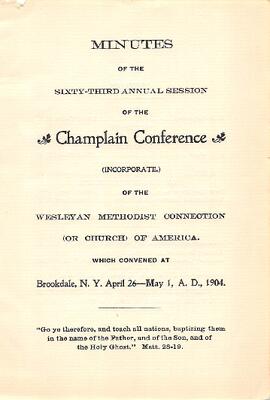 MINUTES
OF THE
SIXTY-THIRD ANNUAL SESSION
OF THE
Champlain Conference
(INCORPORATE.)
OF THE
WESLEYAN METHODIST CONNECTION
(OR CHURCH) OF AMERICA.
WHICH CONVENED AT
Brookdale, N. Y. April 26—May 1, A. D., 1904.
"Go ye therefore, and teach all nations, baptizing them
in the name of the Father, and of the Son, and of
the Holy Ghost." Matt. 28-19.